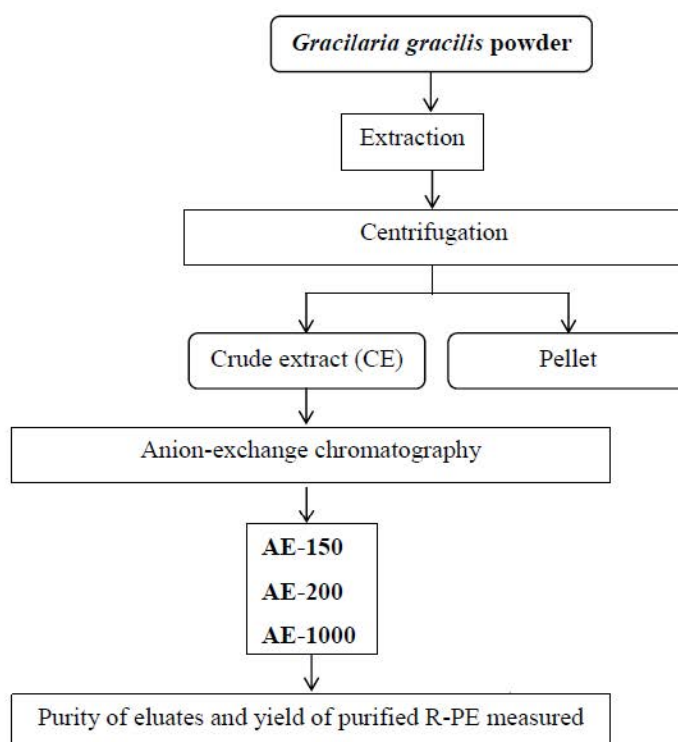 Gracilaria gracilis powder
Extraction
Centrifugation
Crude extract (CE)
Pellet
Anion-exchange chromatography
AE-150
AE-200
AE-1000
Purity of eluates and yield of purified R-PE measured